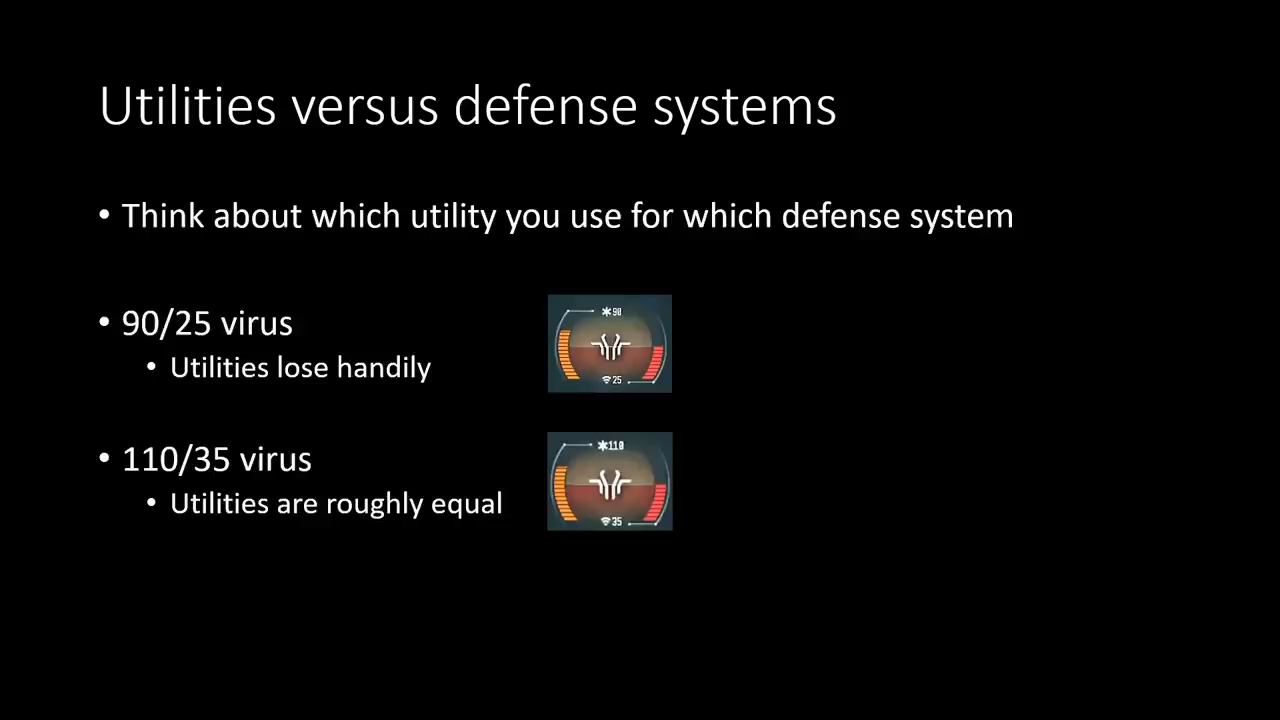 Utilities versus defense systems
• Think about which utility you use for which defense system
• 90/25 virus
• Utilities lose handily
90
25
• 110/35 virus
• Utilities are roughly equal
110
35